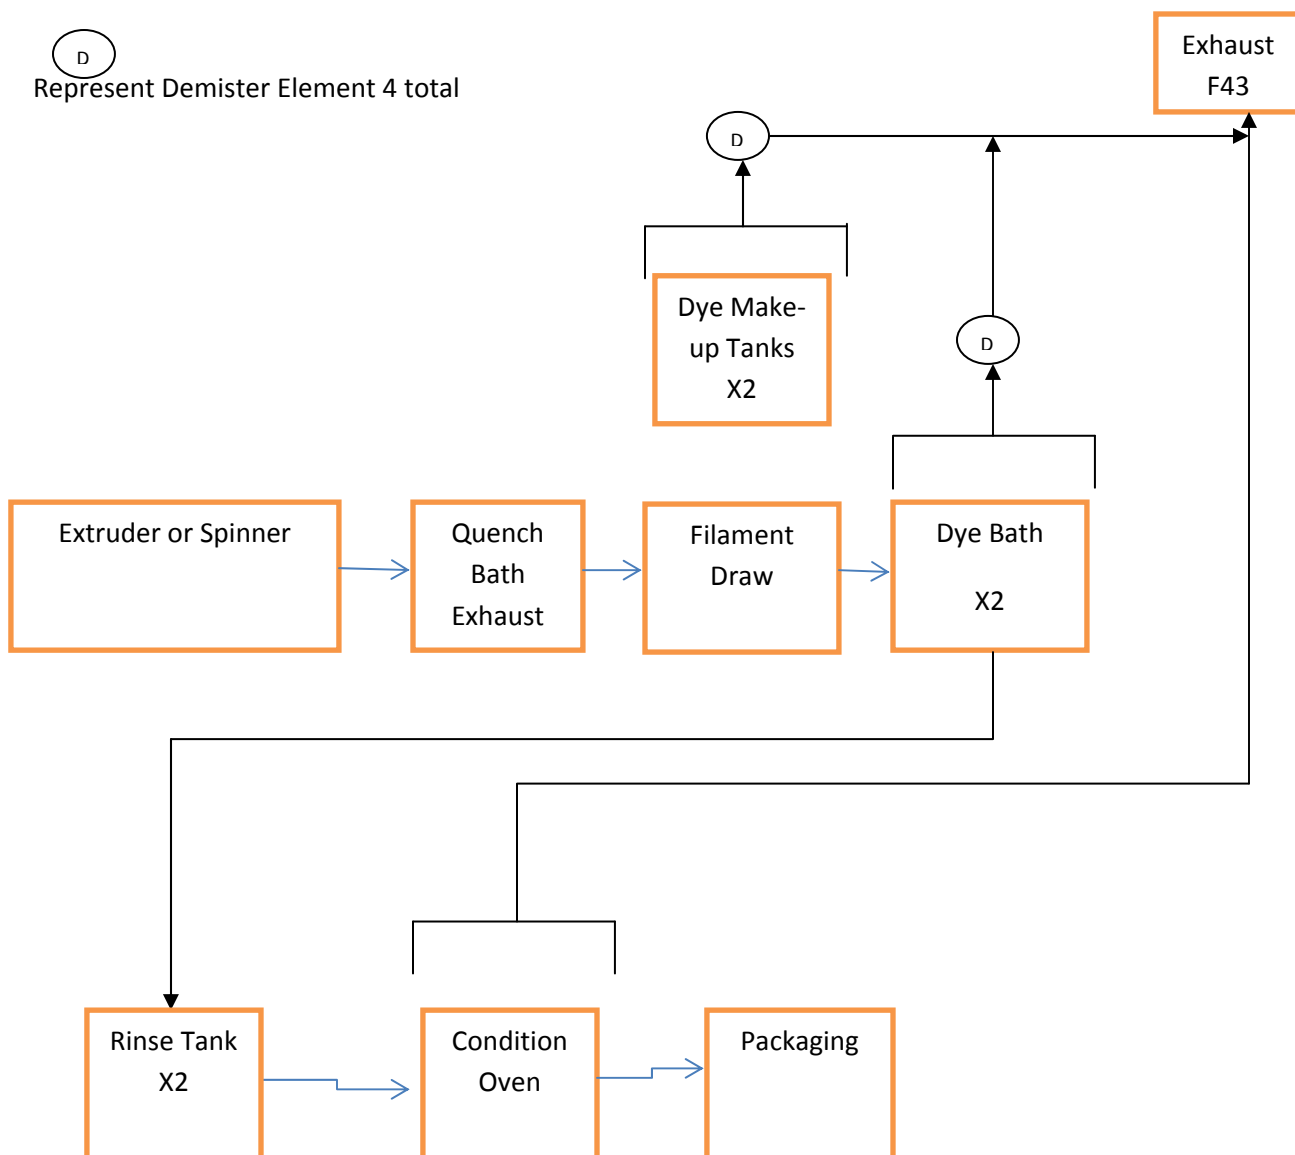 D
Represent Demister Element 4 total
Exhaust
F43
D
Dye Make-
up Tanks
X2
D
Extruder or Spinner
Quench
Bath
Exhaust
Filament
Draw
Dye Bath
X2
Rinse Tank
X2
Condition
Oven
Packaging